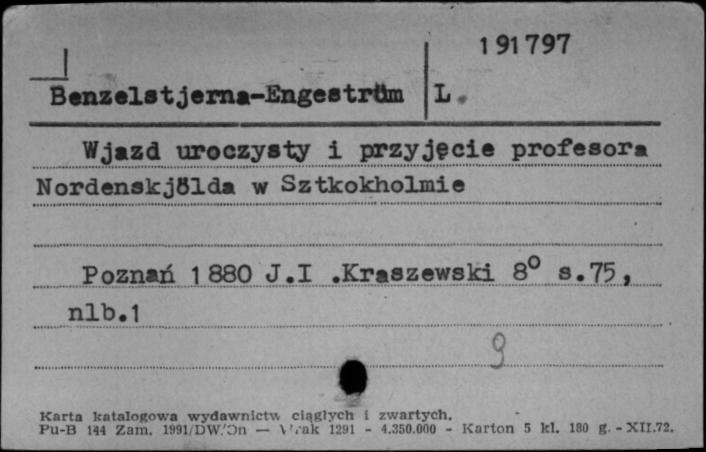 191797
Benzelstjerna-Engeström L.
Wjazd uroczysty i przyjęcie profesora
Nordenskjölda w Sztkokholmie
Poznań 1880 J.I.Kraszewski 8° s.75,
nlb.1
9
Karta katalogowa wydawnictw ciągłych i zwartych.
Pu-B 144 Zam. 1991/DW/On — 1291 - 4.350.000 - Karton 5 kl. 180 g. - XII.72.